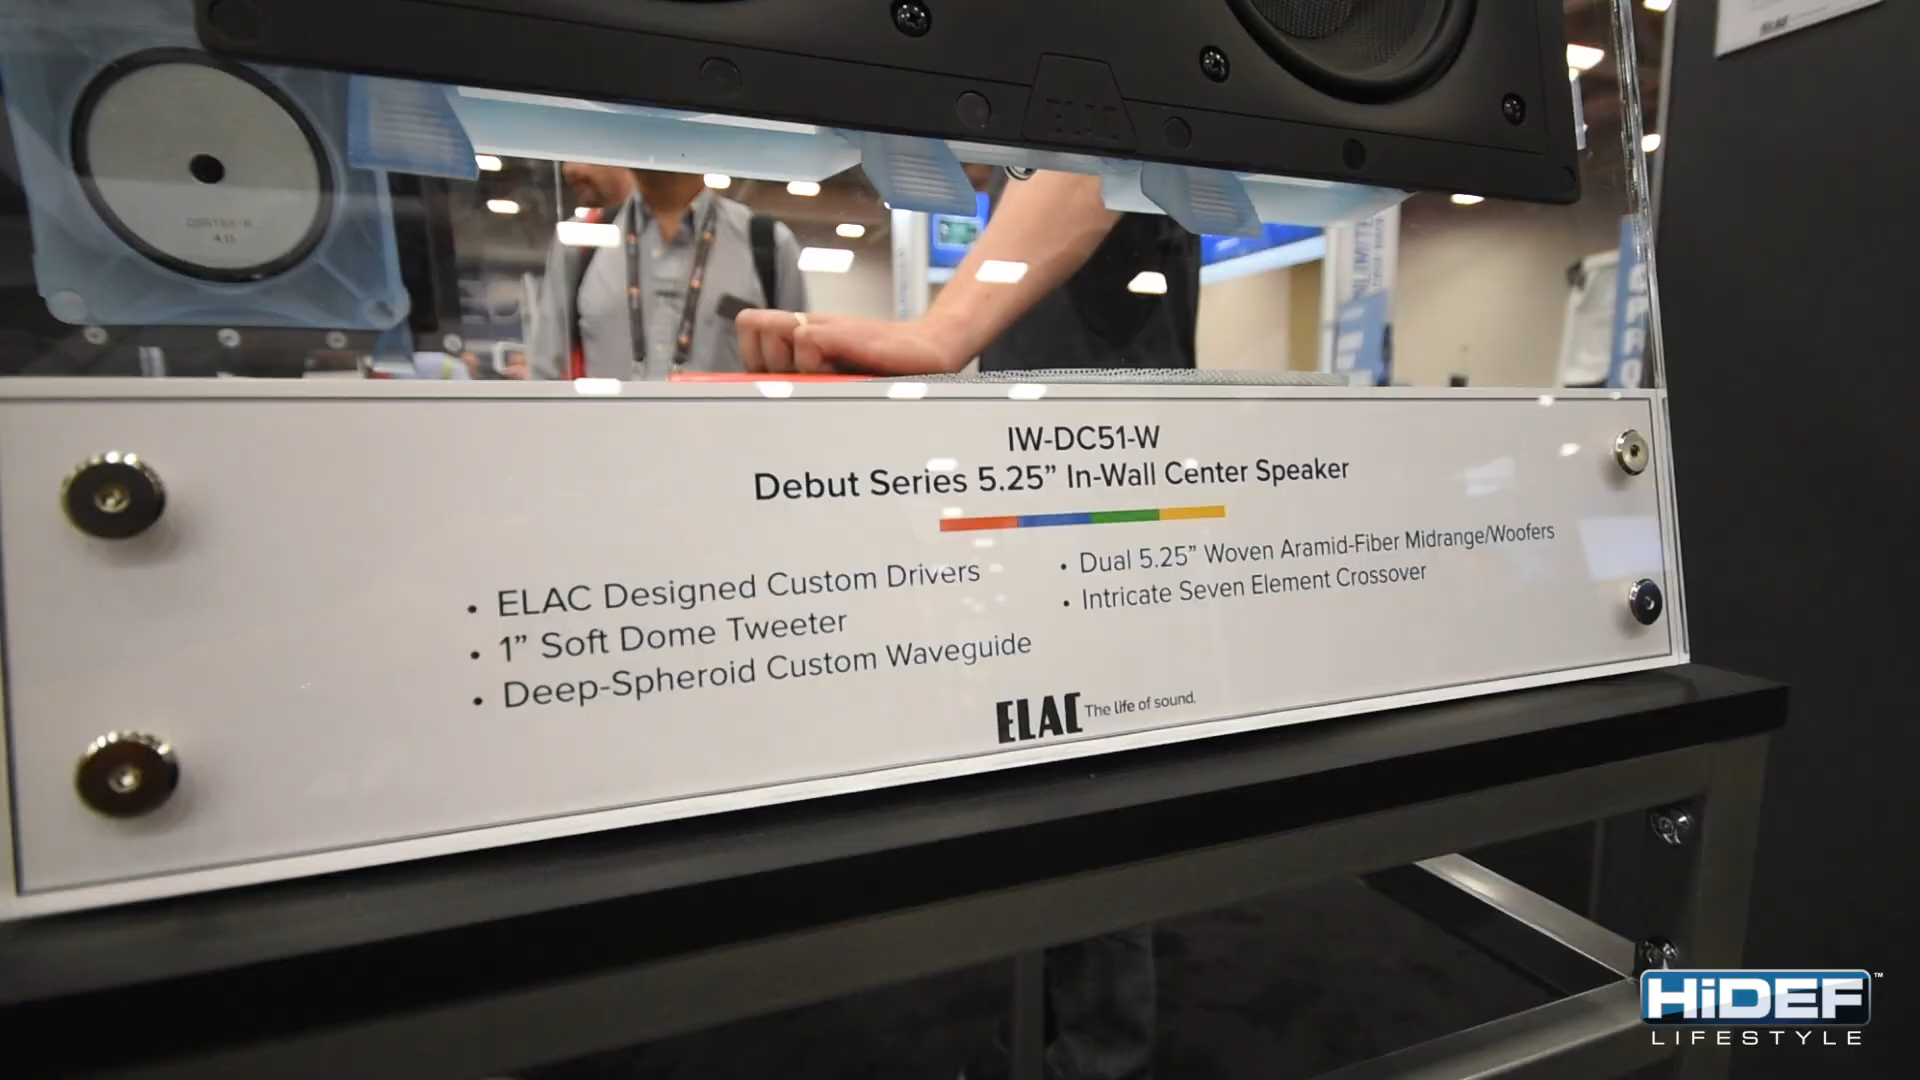 ELAC
IW-DC51-W
Debut Series 5.25” In-Wall Center Speaker
• ELAC Designed Custom Drivers
• 1” Soft Dome Tweeter
• Deep-Spheroid Custom Waveguide
• Dual 5.25” Woven Aramid-Fiber Midrange/Woofers
• Intricate Seven Element Crossover
ELAC The life of sound.
HiDEF™
LIFESTYLE